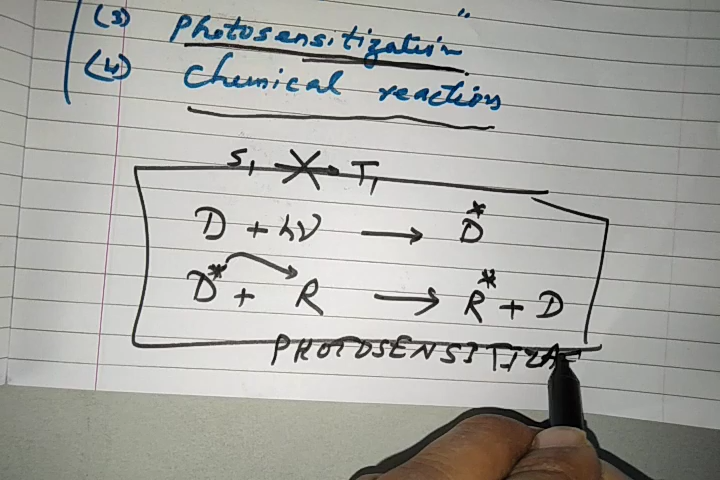 (3) Photosensitization
(4) Chemical reactions
S₁ → T₁
D + hν → D*
D* + R → R* + D
PHOTOSENSITIZA